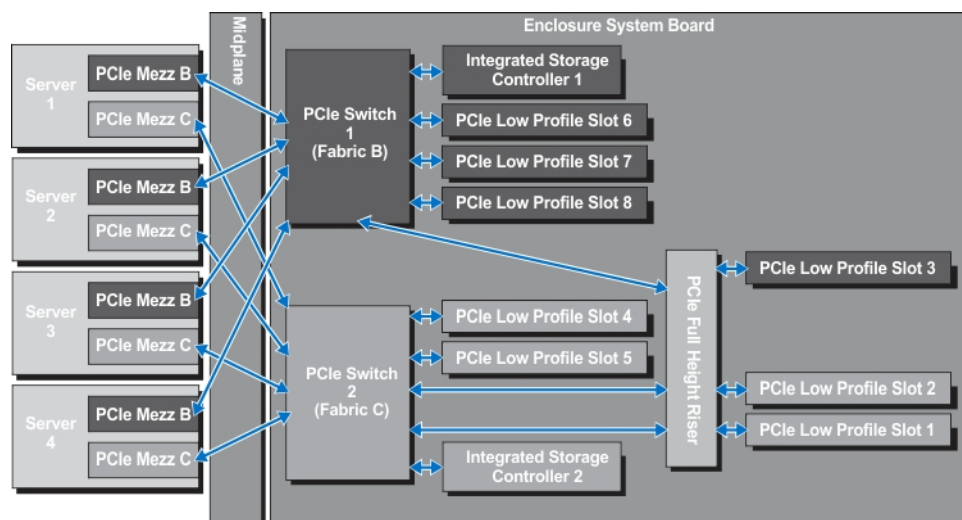 Midplane
Enclosure System Board
Server
1
PCIe Mezz B
PCIe Mezz C
Server
2
PCIe Mezz B
PCIe Mezz C
Server
3
PCIe Mezz B
PCIe Mezz C
Server
4
PCIe Mezz B
PCIe Mezz C
PCIe Switch
1
(Fabric B)
Integrated Storage
Controller 1
PCIe Low Profile Slot 6
PCIe Low Profile Slot 7
PCIe Low Profile Slot 8
PCIe Switch
2
(Fabric C)
PCIe Low Profile Slot 4
PCIe Low Profile Slot 5
Integrated Storage
Controller 2
PCIe Full Height Riser
PCIe Low Profile Slot 3
PCIe Low Profile Slot 2
PCIe Low Profile Slot 1